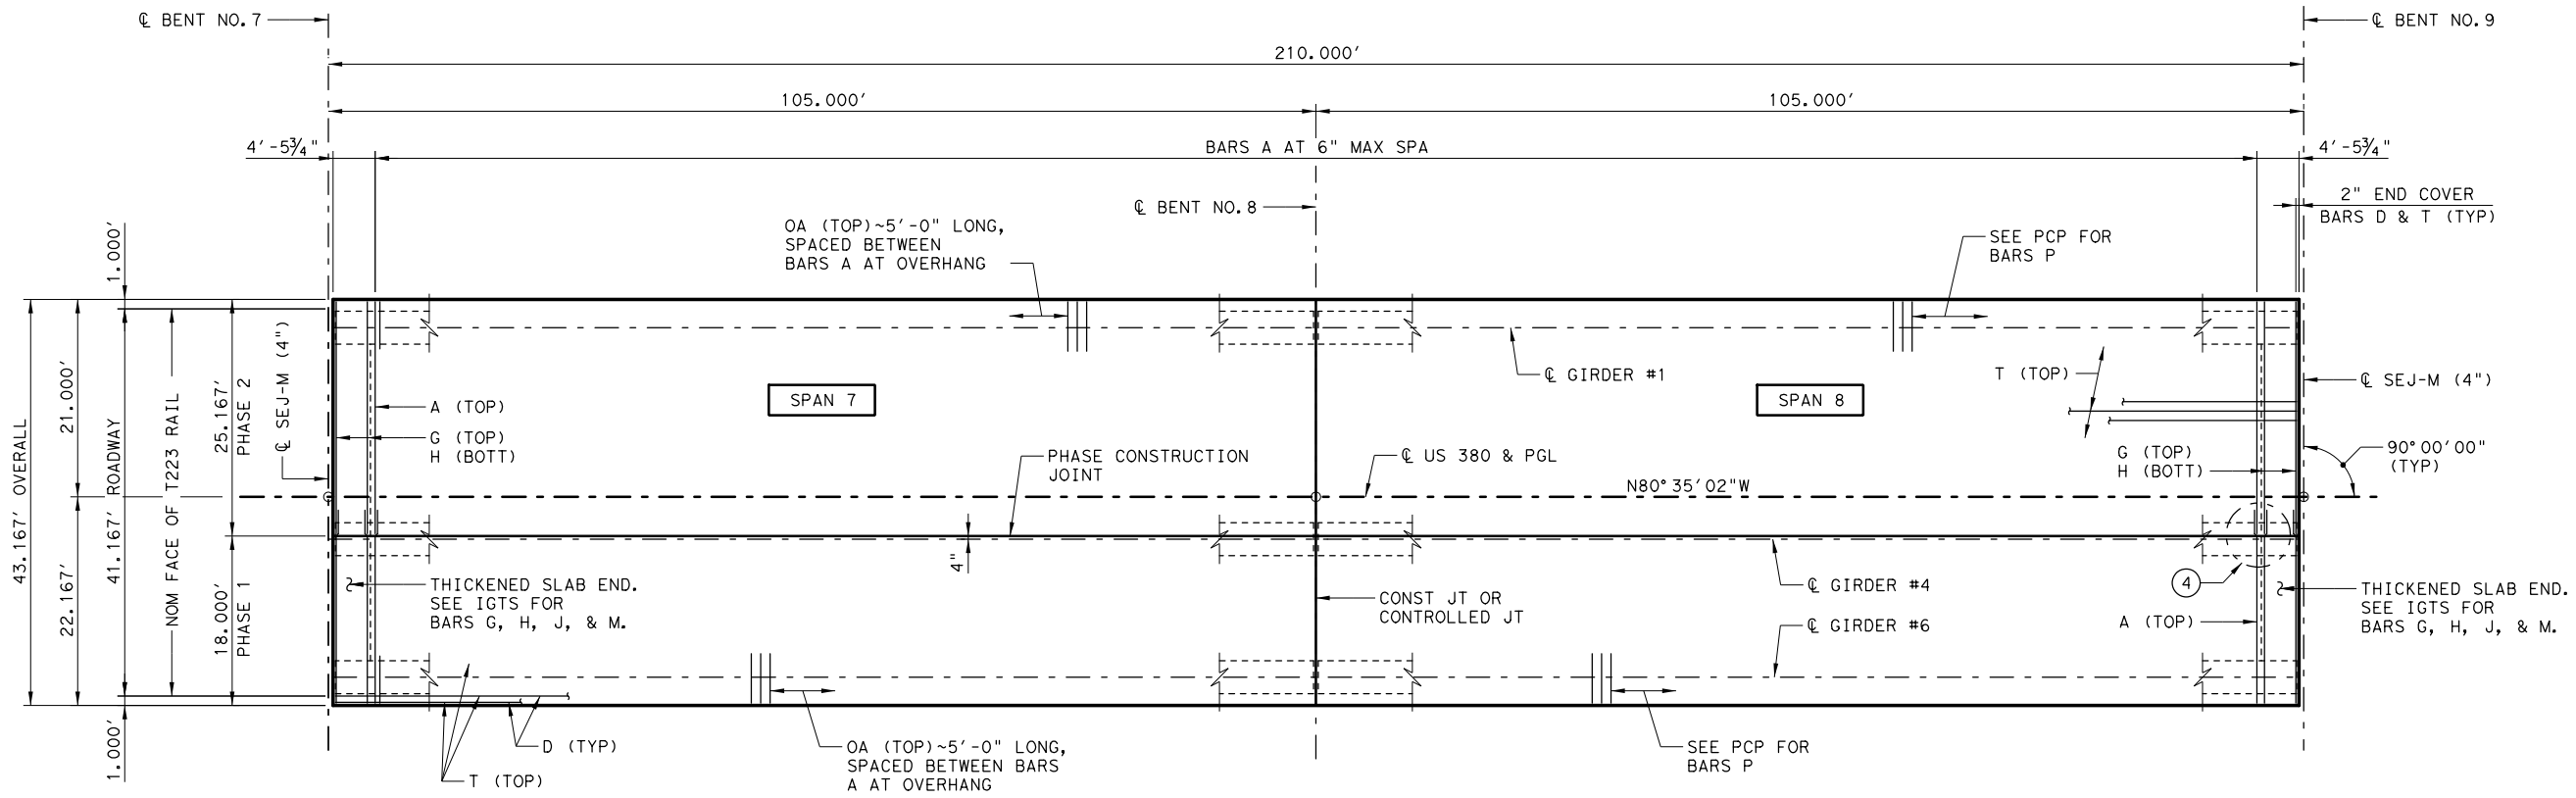 ℄ BENT NO. 7
℄ BENT NO. 9
210.000'
105.000'
105.000'
4'-5¾"
BARS A AT 6" MAX SPA
4'-5¾"
2" END COVER
BARS D & T (TYP)
℄ BENT NO. 8
OA (TOP)~5'-0" LONG,
SPACED BETWEEN
BARS A AT OVERHANG
SEE PCP FOR
BARS P
1.000'
43.167' OVERALL
21.000'
22.167'
41.167' ROADWAY
NOM FACE OF T223 RAIL
25.167'
PHASE 2
18.000'
PHASE 1
1.000'
℄ SEJ-M (4")
SPAN 7
SPAN 8
℄ GIRDER #1
T (TOP)
℄ SEJ-M (4")
A (TOP)
G (TOP)
H (BOTT)
PHASE CONSTRUCTION
JOINT
℄ US 380 & PGL
N80°35'02"W
G (TOP)
H (BOTT)
90°00'00"
(TYP)
4"
THICKENED SLAB END.
SEE IGTS FOR
BARS G, H, J, & M.
CONST JT OR
CONTROLLED JT
℄ GIRDER #4
℄ GIRDER #6
4
A (TOP)
THICKENED SLAB END.
SEE IGTS FOR
BARS G, H, J, & M.
D (TYP)
T (TOP)
OA (TOP)~5'-0" LONG,
SPACED BETWEEN BARS
A AT OVERHANG
SEE PCP FOR
BARS P